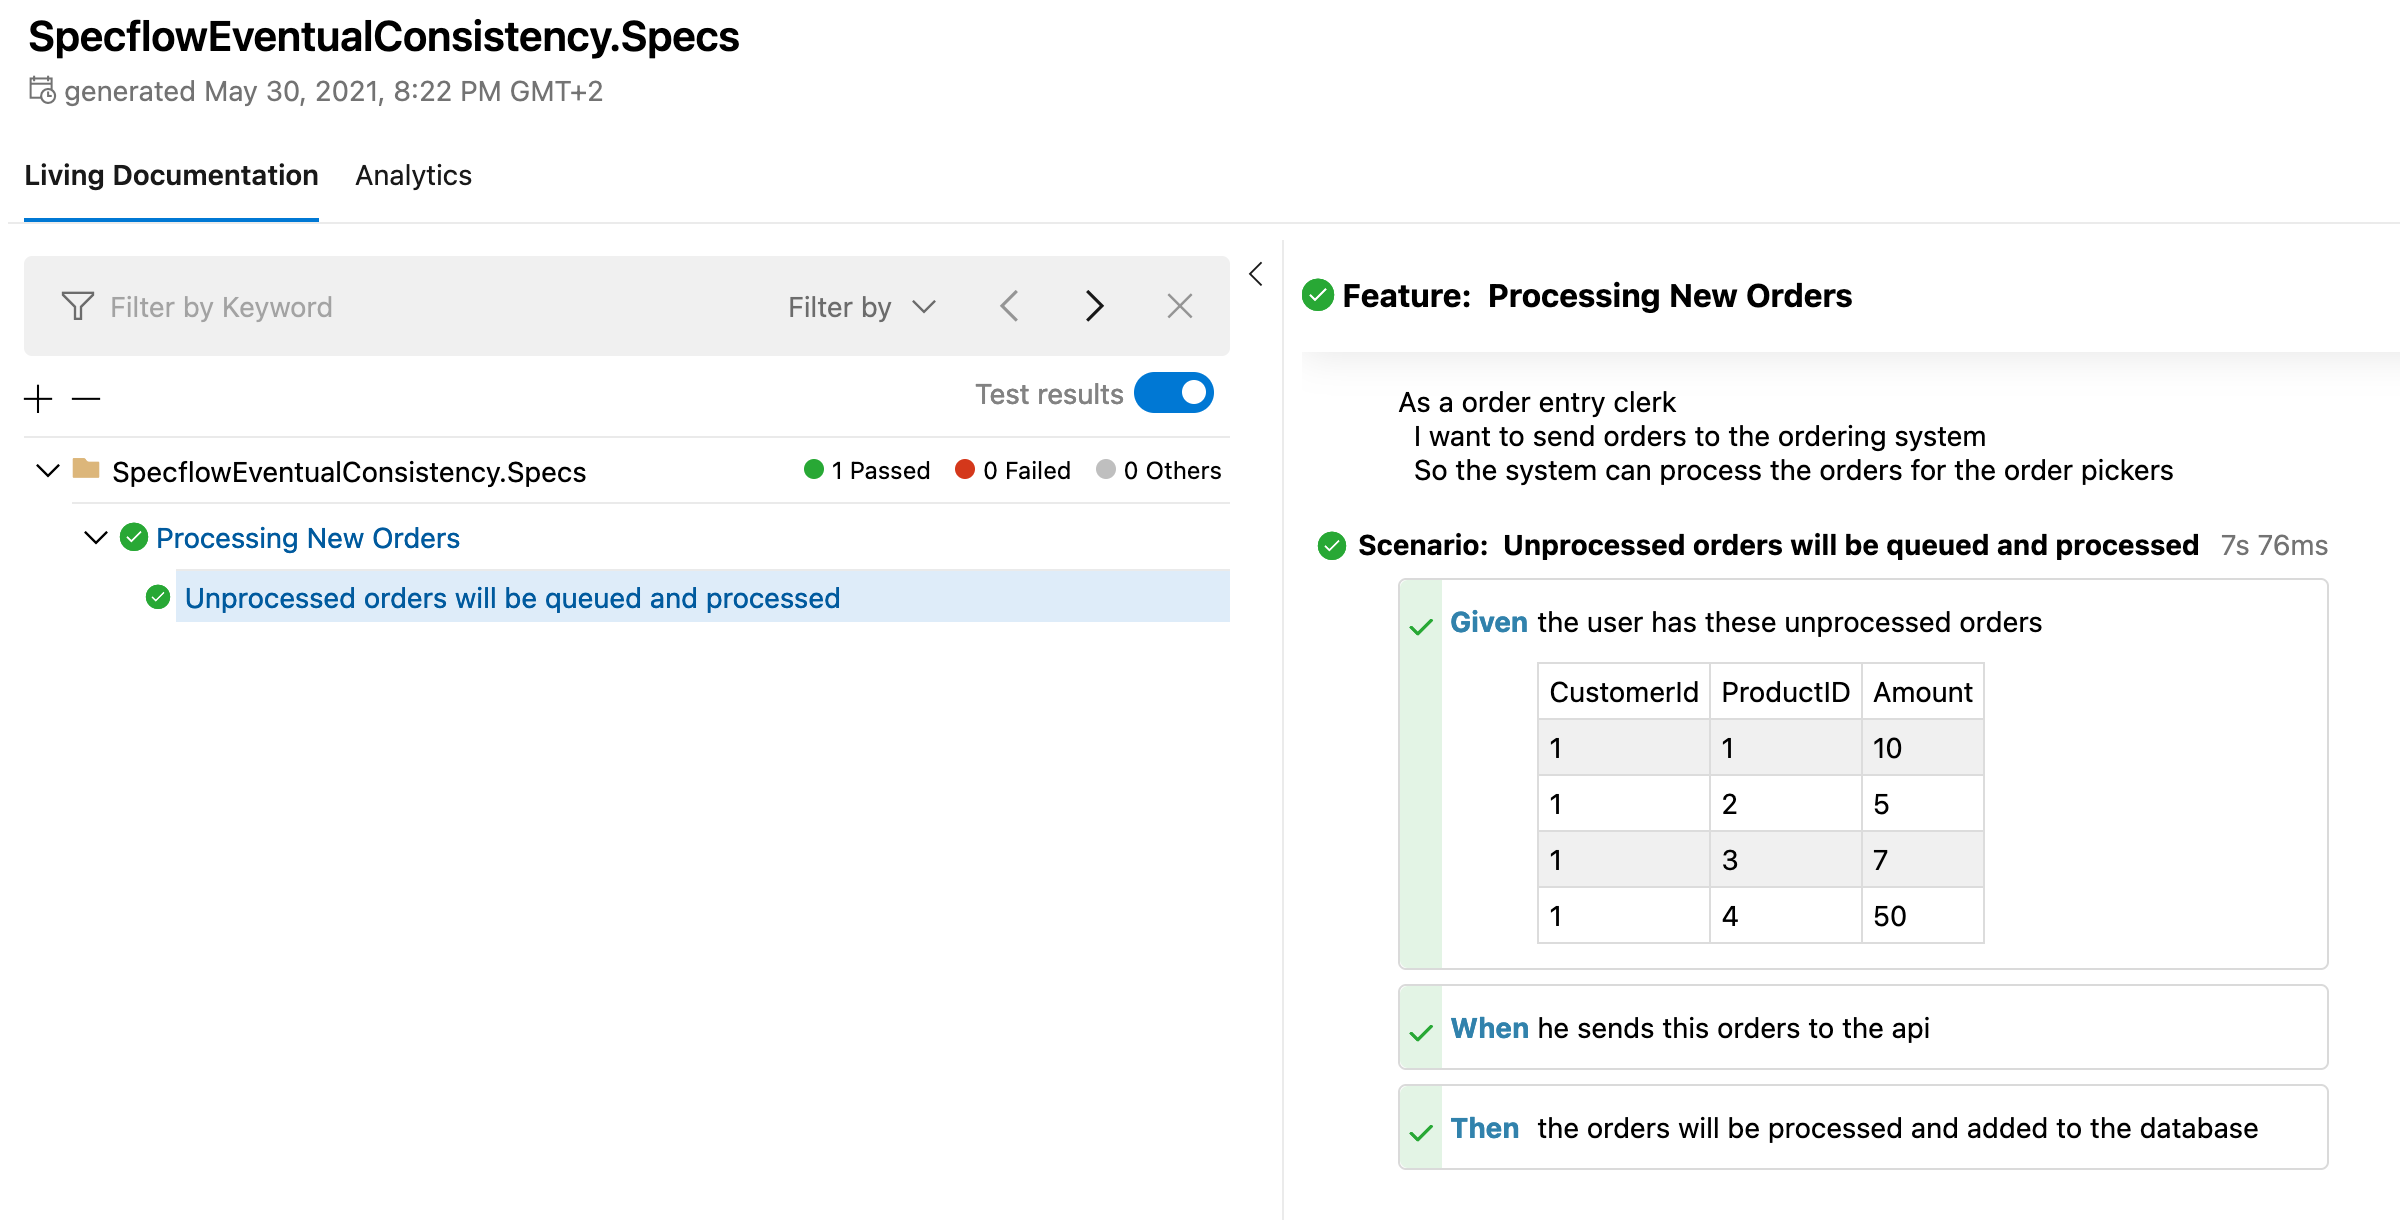 SpecflowEventualConsistency.Specs
generated May 30, 2021, 8:22 PM GMT+2
Living Documentation Analytics
Filter by Keyword Filter by
Test results
SpecflowEventualConsistency.Specs 1 Passed 0 Failed 0 Others
Processing New Orders
Unprocessed orders will be queued and processed
Feature: Processing New Orders
As a order entry clerk
I want to send orders to the ordering system
So the system can process the orders for the order pickers
Scenario: Unprocessed orders will be queued and processed 7s 76ms
Given the user has these unprocessed orders
CustomerId ProductID Amount
1 1 10
1 2 5
1 3 7
1 4 50
When he sends this orders to the api
Then the orders will be processed and added to the database